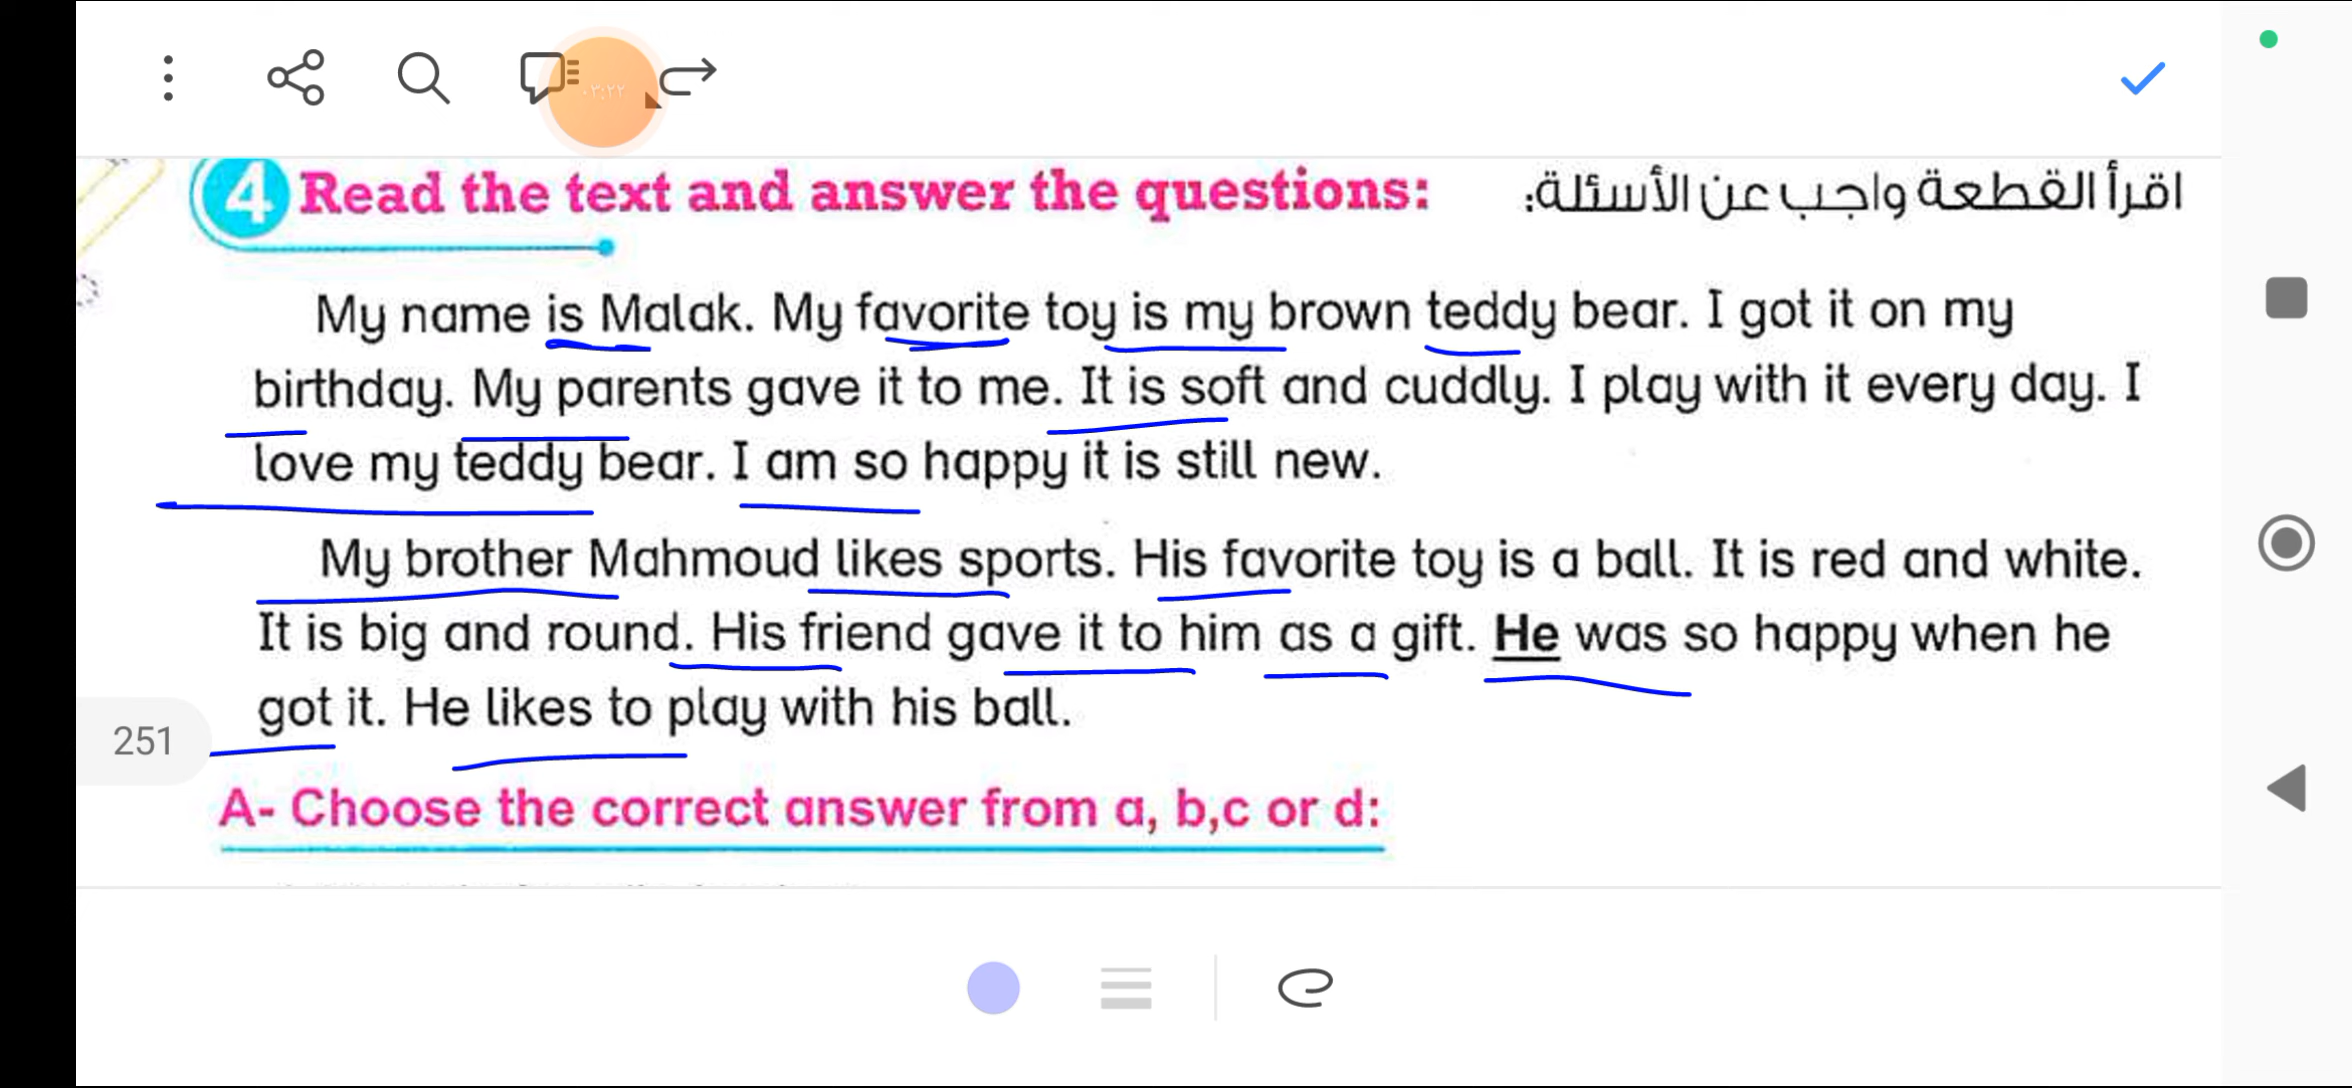 ٠٣:٢٢
4 Read the text and answer the questions: اقرأ القطعة واجب عن الأسئلة:
My name is Malak. My favorite toy is my brown teddy bear. I got it on my
birthday. My parents gave it to me. It is soft and cuddly. I play with it every day. I
love my teddy bear. I am so happy it is still new.
My brother Mahmoud likes sports. His favorite toy is a ball. It is red and white.
It is big and round. His friend gave it to him as a gift. He was so happy when he
got it. He likes to play with his ball.
251
A- Choose the correct answer from a, b,c or d: